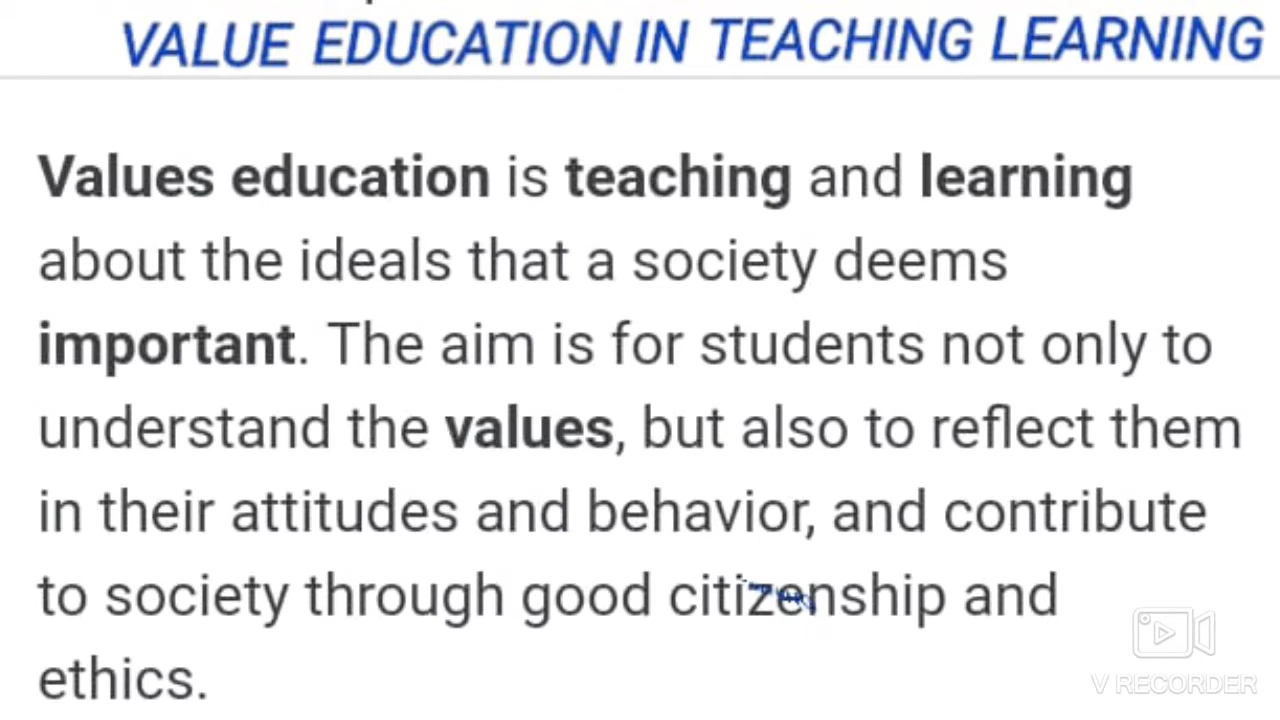 VALUE EDUCATION IN TEACHING LEARNING
Values education is teaching and learning
about the ideals that a society deems
important. The aim is for students not only to
understand the values, but also to reflect them
in their attitudes and behavior, and contribute
to society through good citizenship and
ethics.
V RECORDER